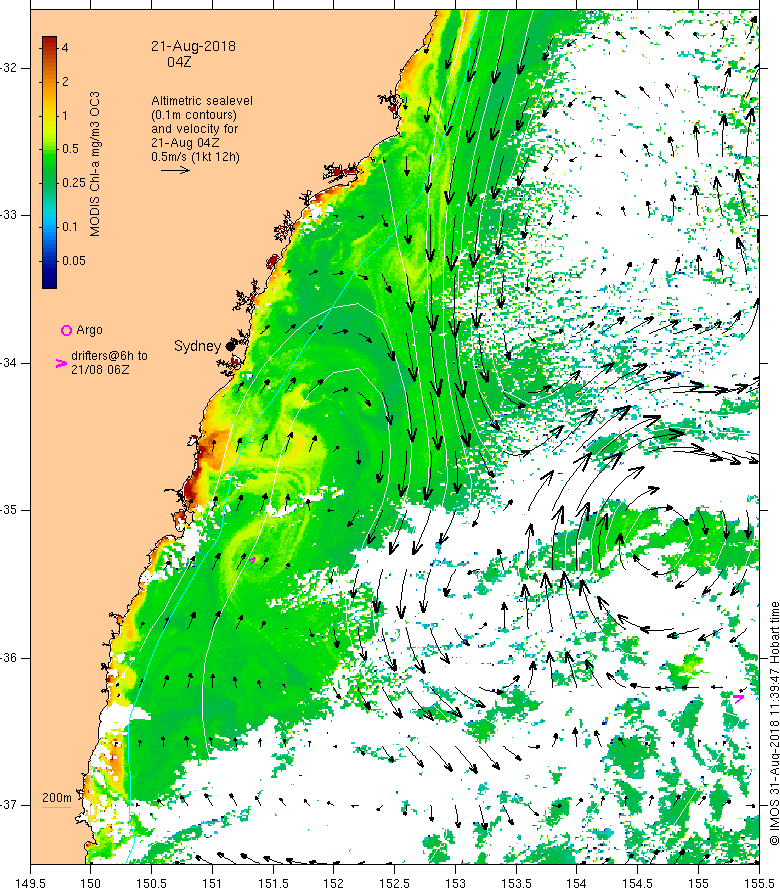 21-Aug-2018
04Z
Altimetric sealevel
(0.1m contours)
and velocity for
21-Aug 04Z
0.5m/s (1kt 12h)
4
2
1
0.5
0.25
0.1
0.05
MODIS Chl-a mg/m3 OC3
Argo
drifters@6h to
21/08 06Z
Sydney
200m
-32
-33
-34
-35
-36
-37
149.5 150 150.5 151 151.5 152 152.5 153 153.5 154 154.5 155 155.5
© IMOS 31-Aug-2018 11:39:47 Hobart time